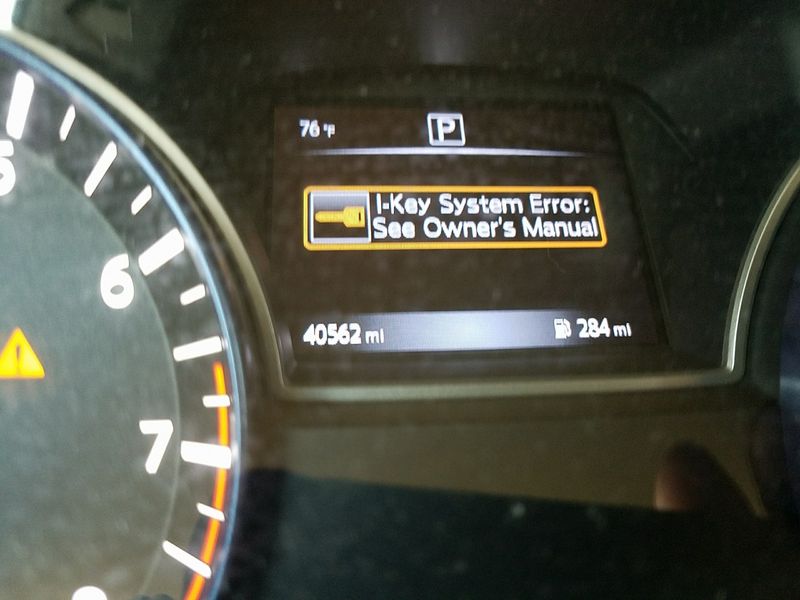 76 °F
P
I-Key System Error:
See Owner's Manual
40562 mi
284 mi
5
6
7